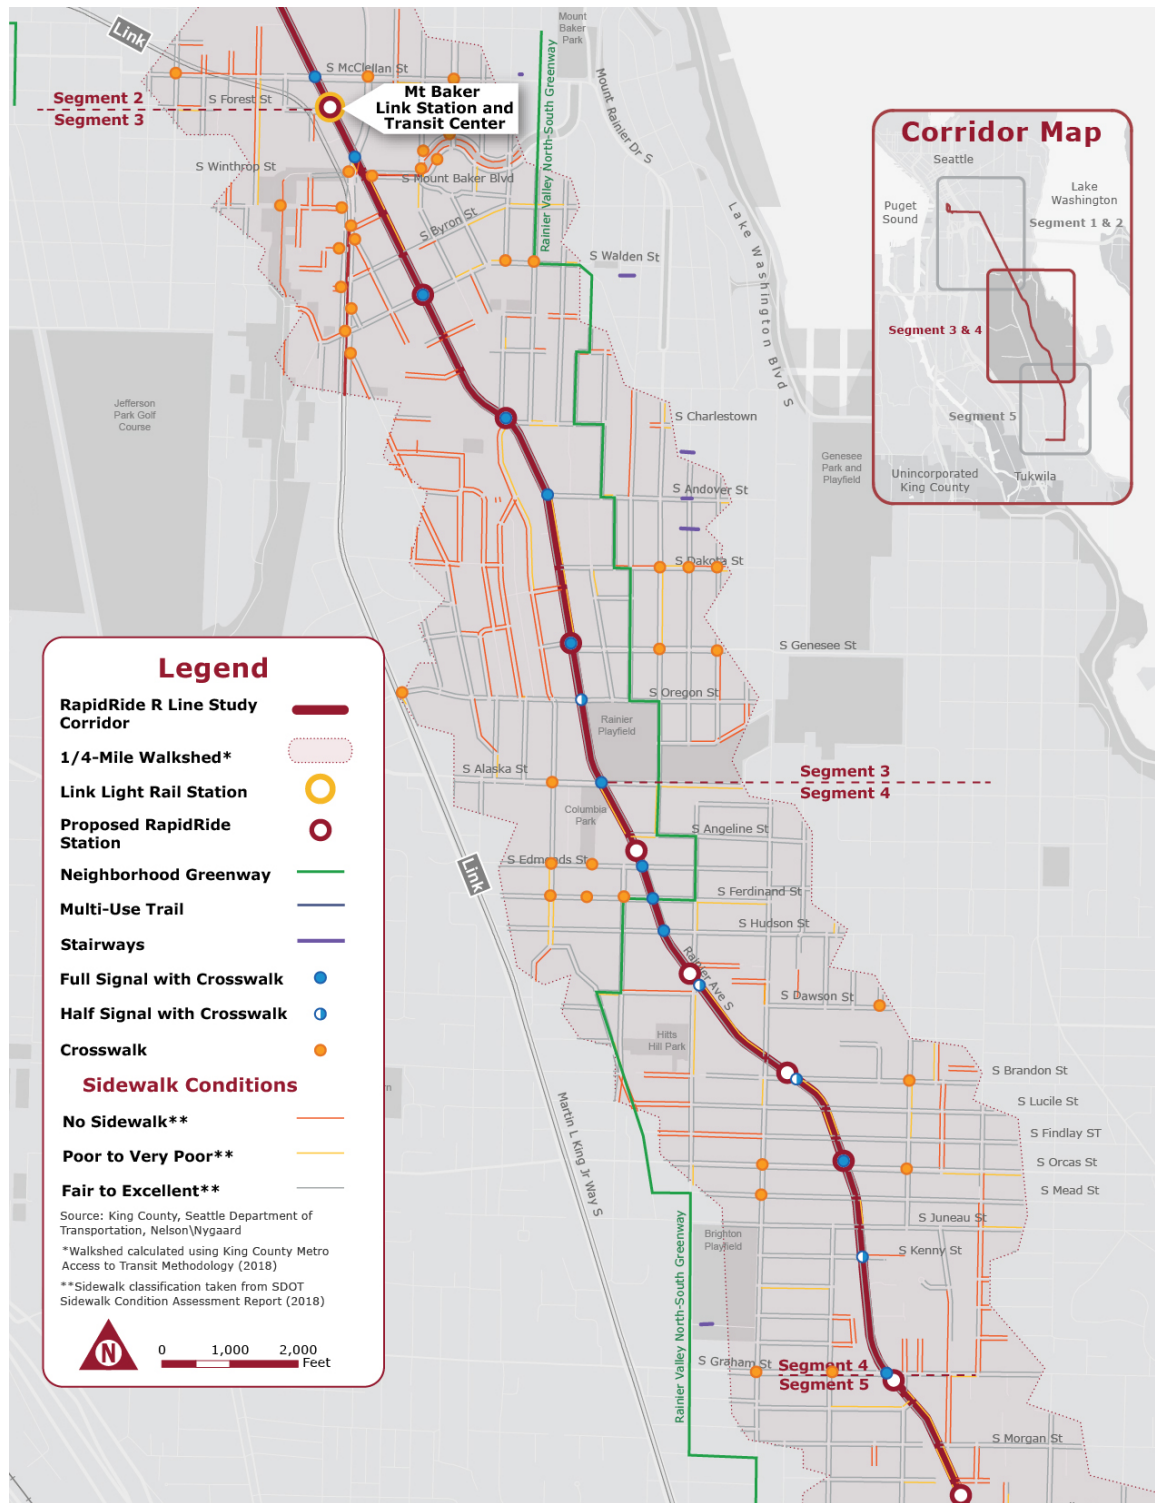 Link
Mount
Baker
Park
S McClellan St
S Forest St
Segment 2
Segment 3
Mt Baker
Link Station and
Transit Center
S Winthrop St
S Mount Baker Blvd
S Byron St
Rainier Valley North-South Greenway
Mount Rainier Dr S
Lake Washington Blvd S
S Walden St
Jefferson
Park Golf
Course
S Charlestown
Genesee
Park and
Playfield
S Andover St
S Dakota St
S Genesee St
S Oregon St
Rainier
Playfield
S Alaska St
Segment 3
Segment 4
Columbia
Park
S Angeline St
S Edmonds St
Link
S Ferdinand St
S Hudson St
Rainier Ave S
S Dawson St
Hitts
Hill Park
S Brandon St
S Lucile St
Martin L King Jr Way S
S Findlay ST
S Orcas St
S Mead St
S Juneau St
Brighton
Playfield
S Kenny St
Rainier Valley North-South Greenway
S Graham St
Segment 4
Segment 5
S Morgan St
Corridor Map
Seattle
Lake
Washington
Puget
Sound
Segment 1 & 2
Segment 3 & 4
Segment 5
Unincorporated
King County
Tukwila
Legend
RapidRide R Line Study
Corridor
1/4-Mile Walkshed*
Link Light Rail Station
Proposed RapidRide
Station
Neighborhood Greenway
Multi-Use Trail
Stairways
Full Signal with Crosswalk
Half Signal with Crosswalk
Crosswalk
Sidewalk Conditions
No Sidewalk**
Poor to Very Poor**
Fair to Excellent**
Source: King County, Seattle Department of
Transportation, Nelson\Nygaard
*Walkshed calculated using King County Metro
Access to Transit Methodology (2018)
**Sidewalk classification taken from SDOT
Sidewalk Condition Assessment Report (2018)
N
0 1,000 2,000
Feet